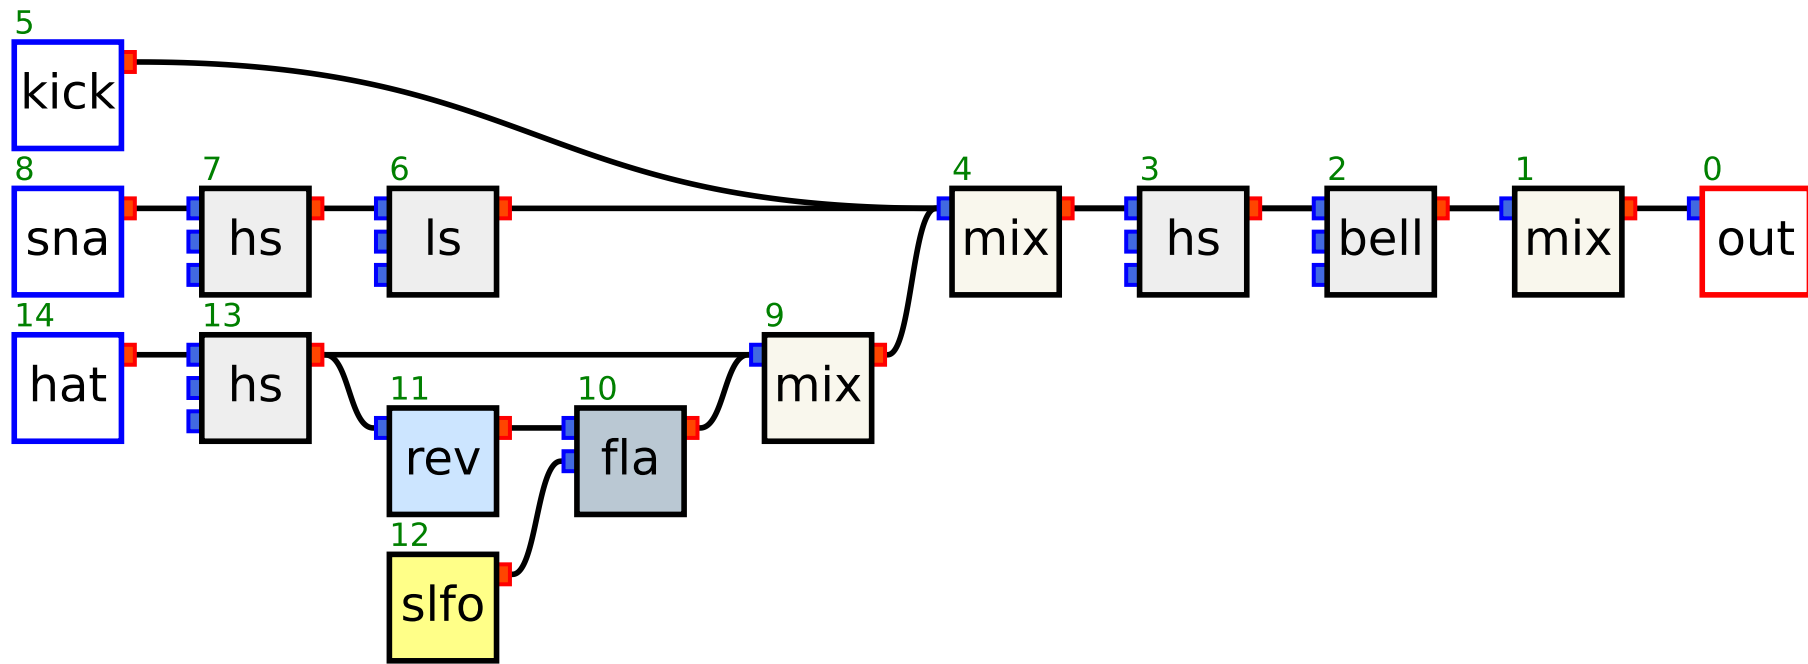 5
kick
8 7 6 4 3 2 1 0
sna hs ls mix hs bell mix out
14 13 9
hat hs mix
11 10
rev fla
12
slfo